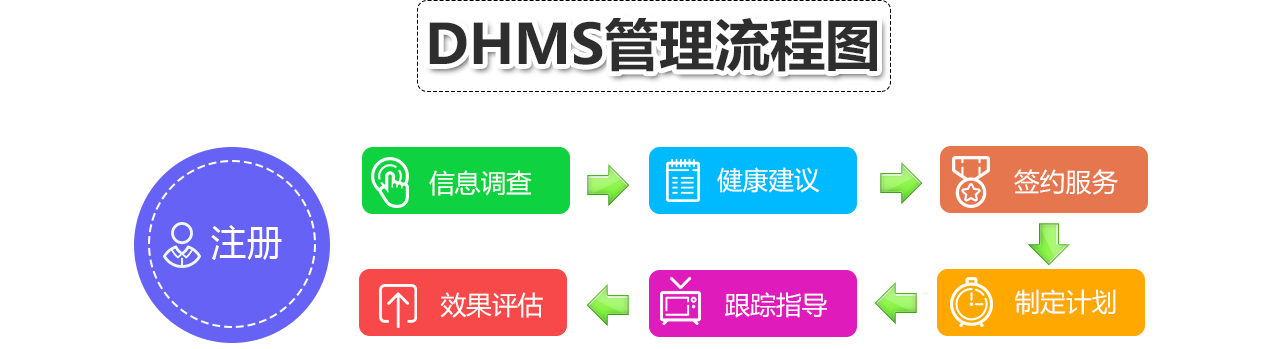 DHMS管理流程图
注册
信息调查
健康建议
签约服务
制定计划
跟踪指导
效果评估